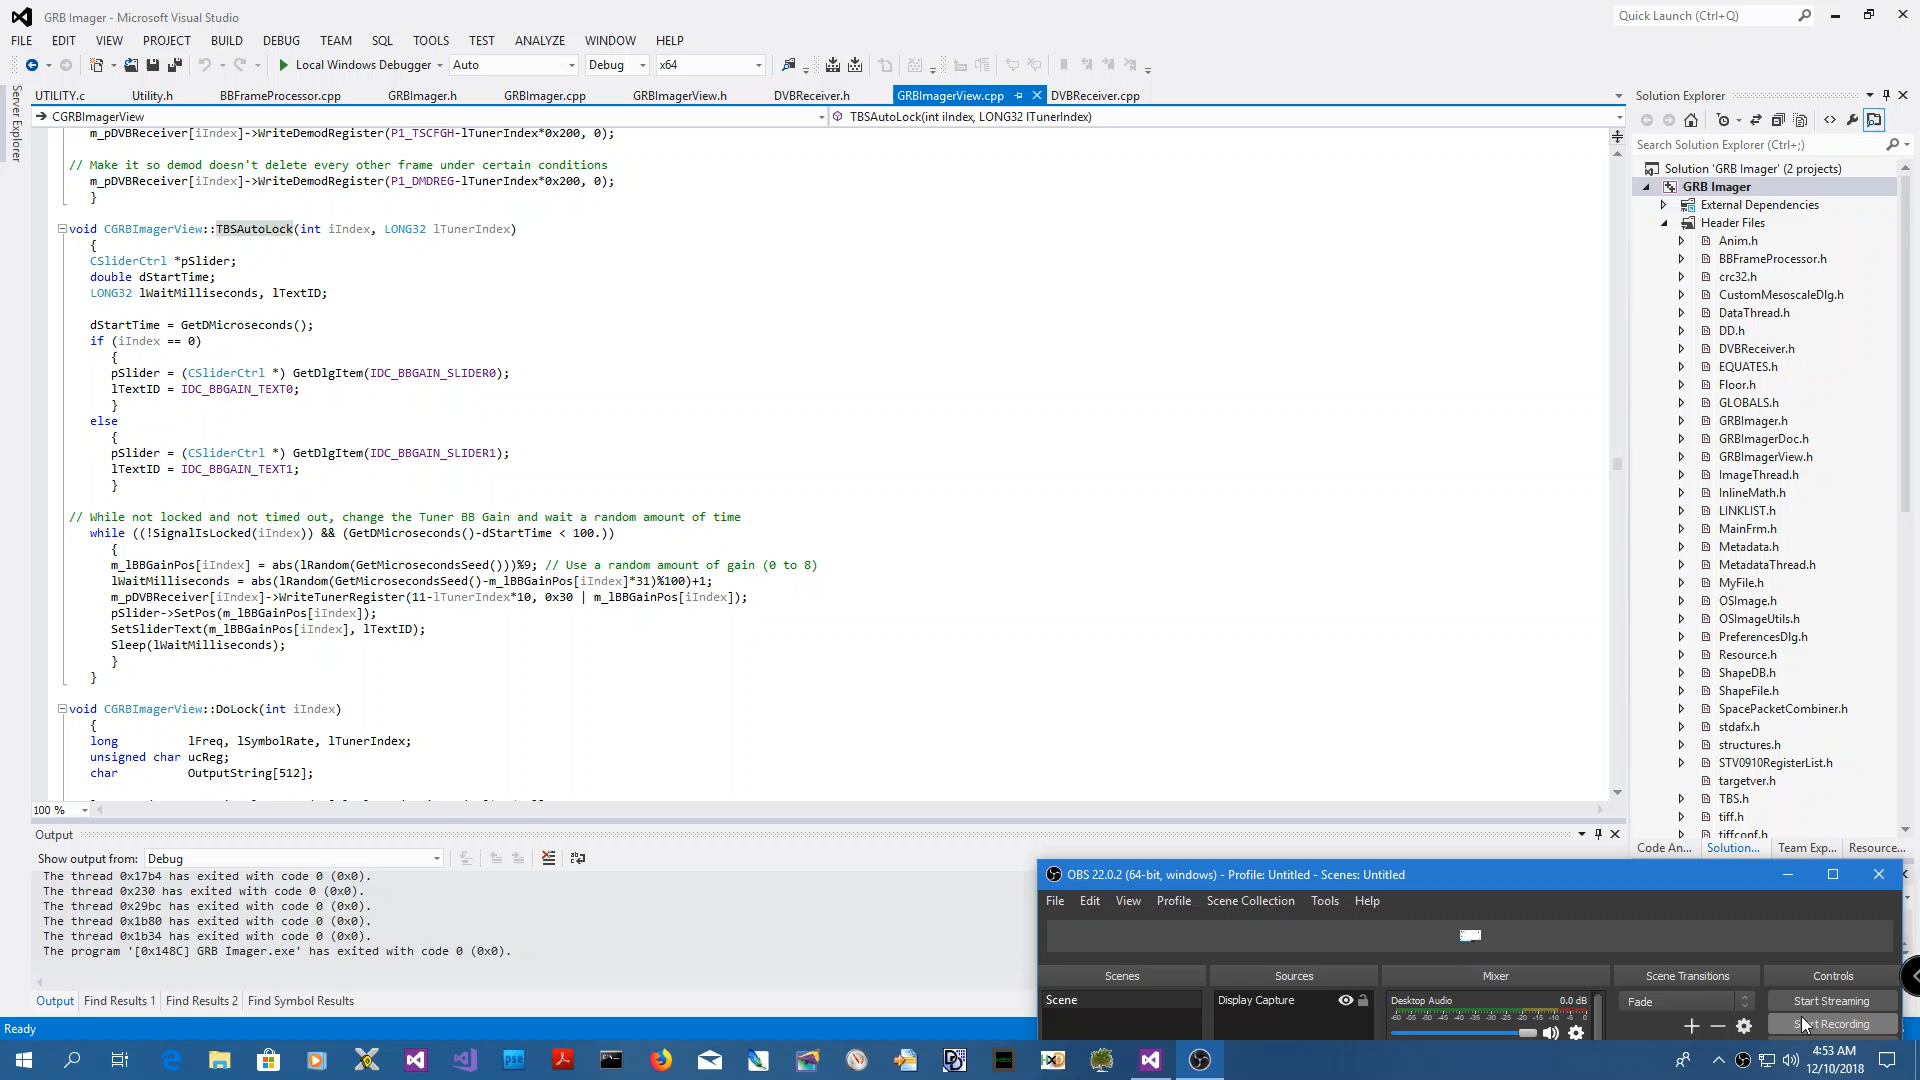 GRB Imager - Microsoft Visual Studio
Quick Launch (Ctrl+Q)
FILE EDIT VIEW PROJECT BUILD DEBUG TEAM SQL TOOLS TEST ANALYZE WINDOW HELP
Local Windows Debugger Auto Debug x64
UTILITY.c Utility.h BBFrameProcessor.cpp GRBImager.h GRBImager.cpp GRBImagerView.h DVBReceiver.h GRBImagerView.cpp DVBReceiver.cpp
CGRBImagerView TBSAutoLock(int iIndex, LONG32 lTunerIndex)
Server Explorer
m_pDVBReceiver[iIndex]->WriteDemodRegister(P1_TSCFGH-lTunerIndex*0x200, 0);
// Make it so demod doesn't delete every other frame under certain conditions
m_pDVBReceiver[iIndex]->WriteDemodRegister(P1_DMDREG-lTunerIndex*0x200, 0);
}
void CGRBImagerView::TBSAutoLock(int iIndex, LONG32 lTunerIndex)
{
CSliderCtrl *pSlider;
double dStartTime;
LONG32 lWaitMilliseconds, lTextID;
dStartTime = GetDMicroseconds();
if (iIndex == 0)
{
pSlider = (CSliderCtrl *) GetDlgItem(IDC_BBGAIN_SLIDER0);
lTextID = IDC_BBGAIN_TEXT0;
}
else
{
pSlider = (CSliderCtrl *) GetDlgItem(IDC_BBGAIN_SLIDER1);
lTextID = IDC_BBGAIN_TEXT1;
}
// While not locked and not timed out, change the Tuner BB Gain and wait a random amount of time
while ((!SignalIsLocked(iIndex)) && (GetDMicroseconds()-dStartTime < 100.))
{
m_lBBGainPos[iIndex] = abs(lRandom(GetMicrosecondsSeed()))%9; // Use a random amount of gain (0 to 8)
lWaitMilliseconds = abs(lRandom(GetMicrosecondsSeed()-m_lBBGainPos[iIndex]*31)%100)+1;
m_pDVBReceiver[iIndex]->WriteTunerRegister(11-lTunerIndex*10, 0x30 | m_lBBGainPos[iIndex]);
pSlider->SetPos(m_lBBGainPos[iIndex]);
SetSliderText(m_lBBGainPos[iIndex], lTextID);
Sleep(lWaitMilliseconds);
}
}
void CGRBImagerView::DoLock(int iIndex)
{
long lFreq, lSymbolRate, lTunerIndex;
unsigned char ucReg;
char OutputString[512];
100 %
Output
Show output from: Debug
The thread 0x17b4 has exited with code 0 (0x0).
The thread 0x230 has exited with code 0 (0x0).
The thread 0x29bc has exited with code 0 (0x0).
The thread 0x1b80 has exited with code 0 (0x0).
The thread 0x1b34 has exited with code 0 (0x0).
The program '[0x148C] GRB Imager.exe' has exited with code 0 (0x0).
Output Find Results 1 Find Results 2 Find Symbol Results
Ready
Solution Explorer
Search Solution Explorer (Ctrl+;)
Solution 'GRB Imager' (2 projects)
GRB Imager
External Dependencies
Header Files
Anim.h
BBFrameProcessor.h
crc32.h
CustomMesoscaleDlg.h
DataThread.h
DD.h
DVBReceiver.h
EQUATES.h
Floor.h
GLOBALS.h
GRBImager.h
GRBImagerDoc.h
GRBImagerView.h
ImageThread.h
InlineMath.h
LINKLIST.h
MainFrm.h
Metadata.h
MetadataThread.h
MyFile.h
OSImage.h
OSImageUtils.h
PreferencesDlg.h
Resource.h
ShapeDB.h
ShapeFile.h
SpacePacketCombiner.h
stdafx.h
structures.h
STV0910RegisterList.h
targetver.h
TBS.h
tiff.h
tiffconf.h
Code An... Solution... Team Exp... Resource...
OBS 22.0.2 (64-bit, windows) - Profile: Untitled - Scenes: Untitled
File Edit View Profile Scene Collection Tools Help
Scenes Sources Mixer Scene Transitions Controls
Scene Display Capture Desktop Audio 0.0 dB Fade Start Streaming
-60 -55 -50 -45 -40 -35 -30 -25 -20 -15 -10 -5 0
Start Recording
4:53 AM
12/10/2018